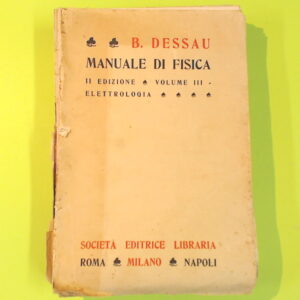 B. DESSAU
MANUALE DI FISICA
II EDIZIONE VOLUME III -
ELETTROLOGIA
SOCIETÀ EDITRICE LIBRARIA
ROMA MILANO NAPOLI